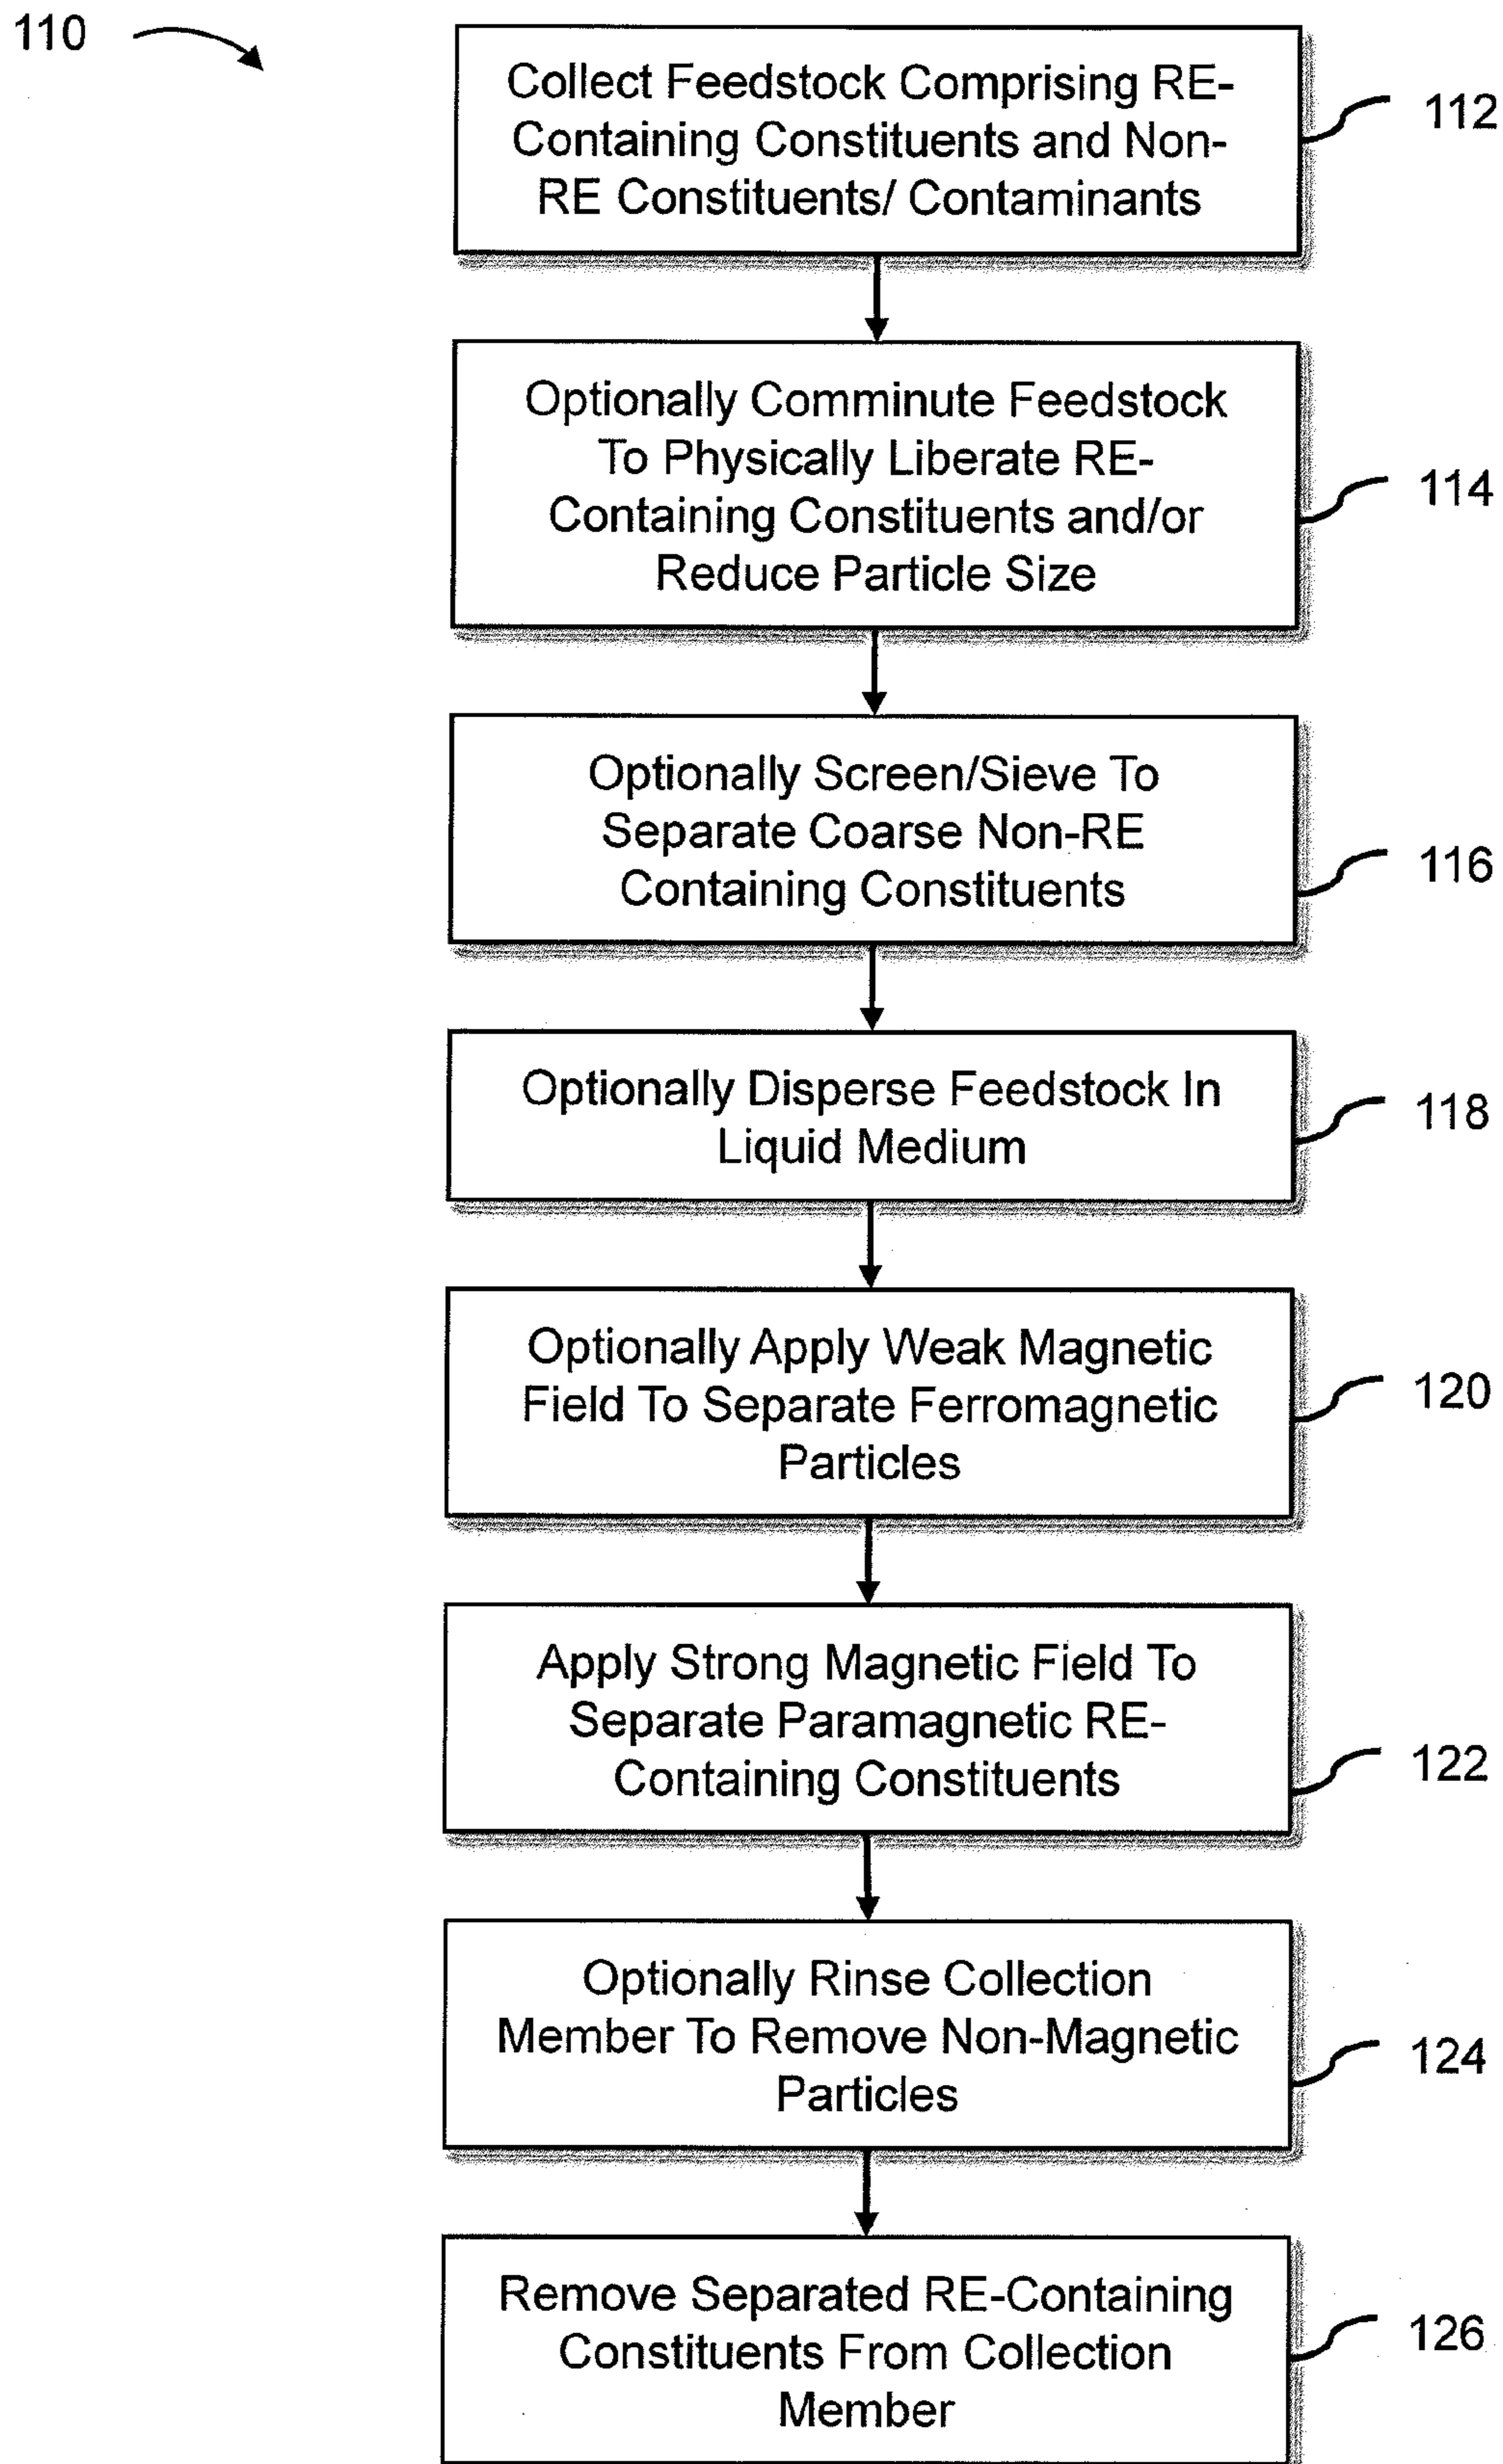 110
Collect Feedstock Comprising RE-
Containing Constituents and Non-
RE Constituents/ Contaminants
112
Optionally Comminute Feedstock
To Physically Liberate RE-
Containing Constituents and/or
Reduce Particle Size
114
Optionally Screen/Sieve To
Separate Coarse Non-RE
Containing Constituents
116
Optionally Disperse Feedstock In
Liquid Medium
118
Optionally Apply Weak Magnetic
Field To Separate Ferromagnetic
Particles
120
Apply Strong Magnetic Field To
Separate Paramagnetic RE-
Containing Constituents
122
Optionally Rinse Collection
Member To Remove Non-Magnetic
Particles
124
Remove Separated RE-Containing
Constituents From Collection
Member
126